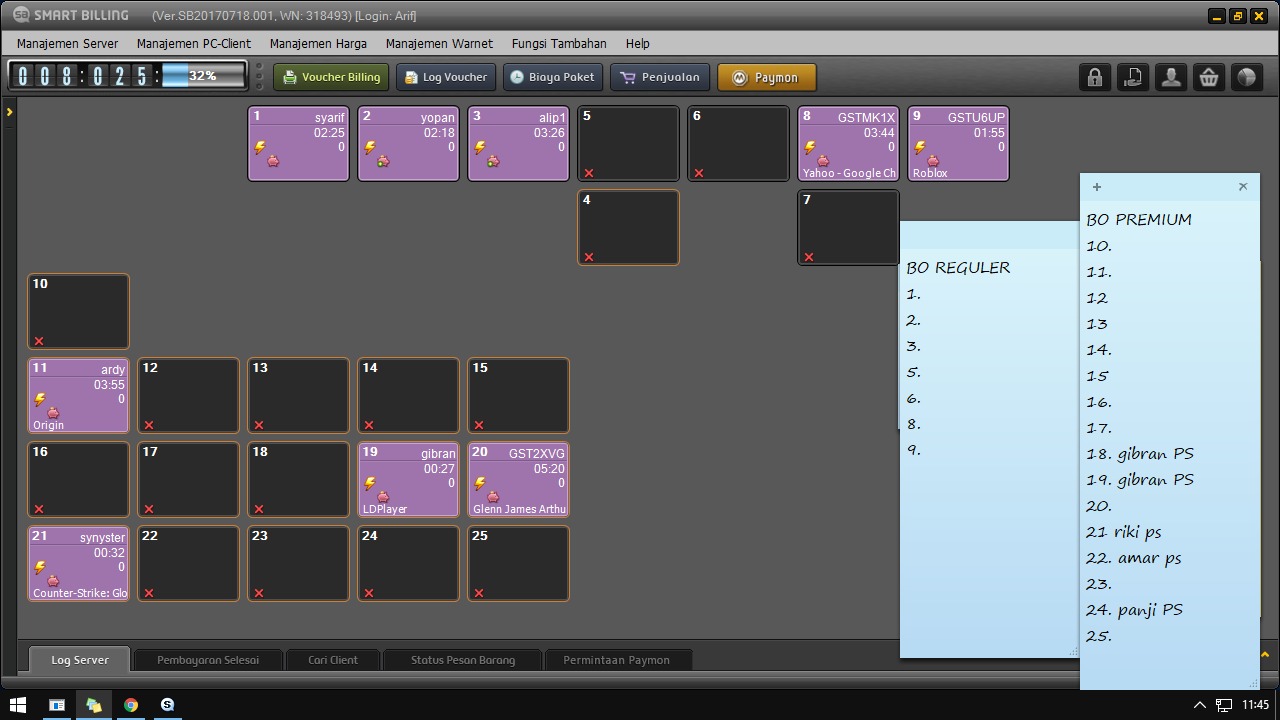 SMART BILLING (Ver.SB20170718.001, WN: 318493) [Login: Arif]
Manajemen Server Manajemen PC-Client Manajemen Harga Manajemen Warnet Fungsi Tambahan Help
008:025: 32% Voucher Billing Log Voucher Biaya Paket Penjualan Paymon
1 syarif
02:25
0
2 yopan
02:18
0
3 alip1
03:26
0
5
6
8 GSTMK1X
03:44
0
Yahoo - Google Ch
9 GSTU6UP
01:55
0
Roblox
4
7
10
11 ardy
03:55
0
Origin
12
13
14
15
16
17
18
19 gibran
00:27
0
LDPlayer
20 GST2XVG
05:20
0
Glenn James Arthu
21 synyster
00:32
0
Counter-Strike: Glo
22
23
24
25
BO REGULER
1.
2.
3.
5.
6.
8.
9.
BO PREMIUM
10.
11.
12
13
14.
15
16.
17.
18. gibran PS
19. gibran PS
20.
21 riki ps
22. amar ps
23.
24. panji PS
25.
Log Server Pembayaran Selesai Cari Client Status Pesan Barang Permintaan Paymon
11:45